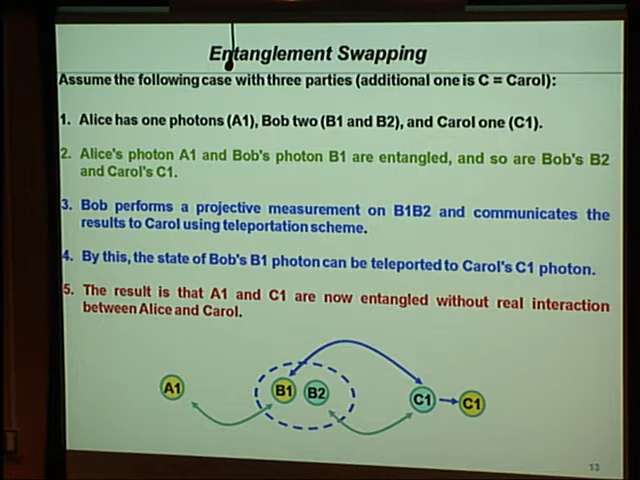 Entanglement Swapping
Assume the following case with three parties (additional one is C = Carol):
1. Alice has one photons (A1), Bob two (B1 and B2), and Carol one (C1).
2. Alice's photon A1 and Bob's photon B1 are entangled, and so are Bob's B2
and Carol's C1.
3. Bob performs a projective measurement on B1B2 and communicates the
results to Carol using teleportation scheme.
4. By this, the state of Bob's B1 photon can be teleported to Carol's C1 photon.
5. The result is that A1 and C1 are now entangled without real interaction
between Alice and Carol.
A1 B1 B2 C1 C1
13